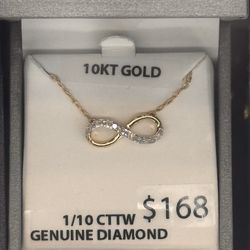 10KT GOLD
$168
1/10 CTTW
GENUINE DIAMOND